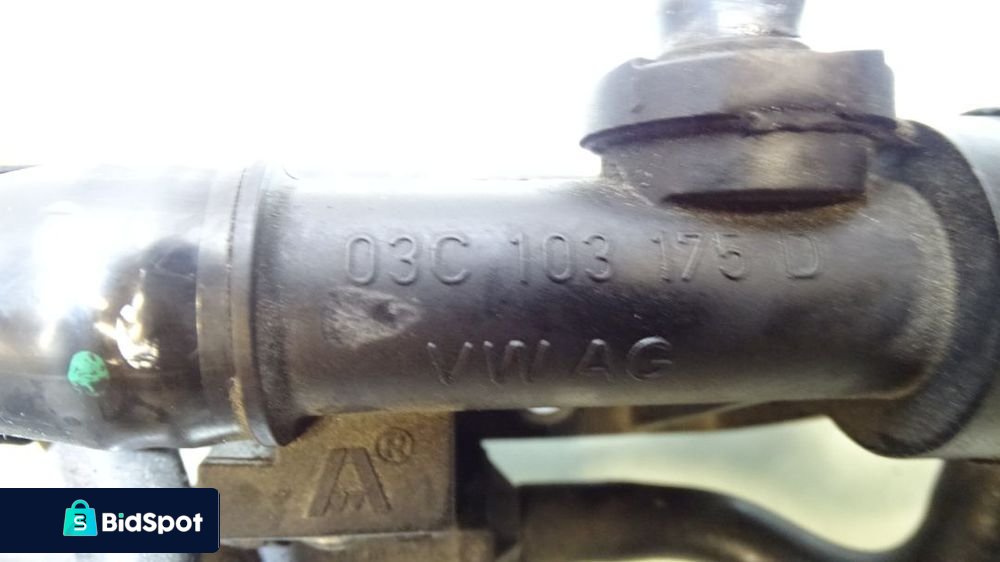 03C 103 175 D
VW AG
A®
BidSpot